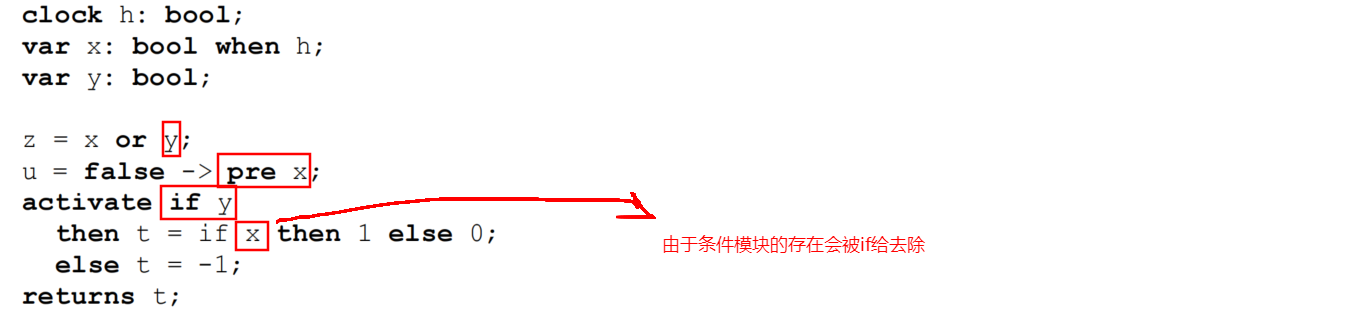 clock h: bool;
var x: bool when h;
var y: bool;
z = x or y;
u = false -> pre x;
activate if y
then t = if x then 1 else 0;
else t = -1;
returns t;
由于条件模块的存在会被if给去除